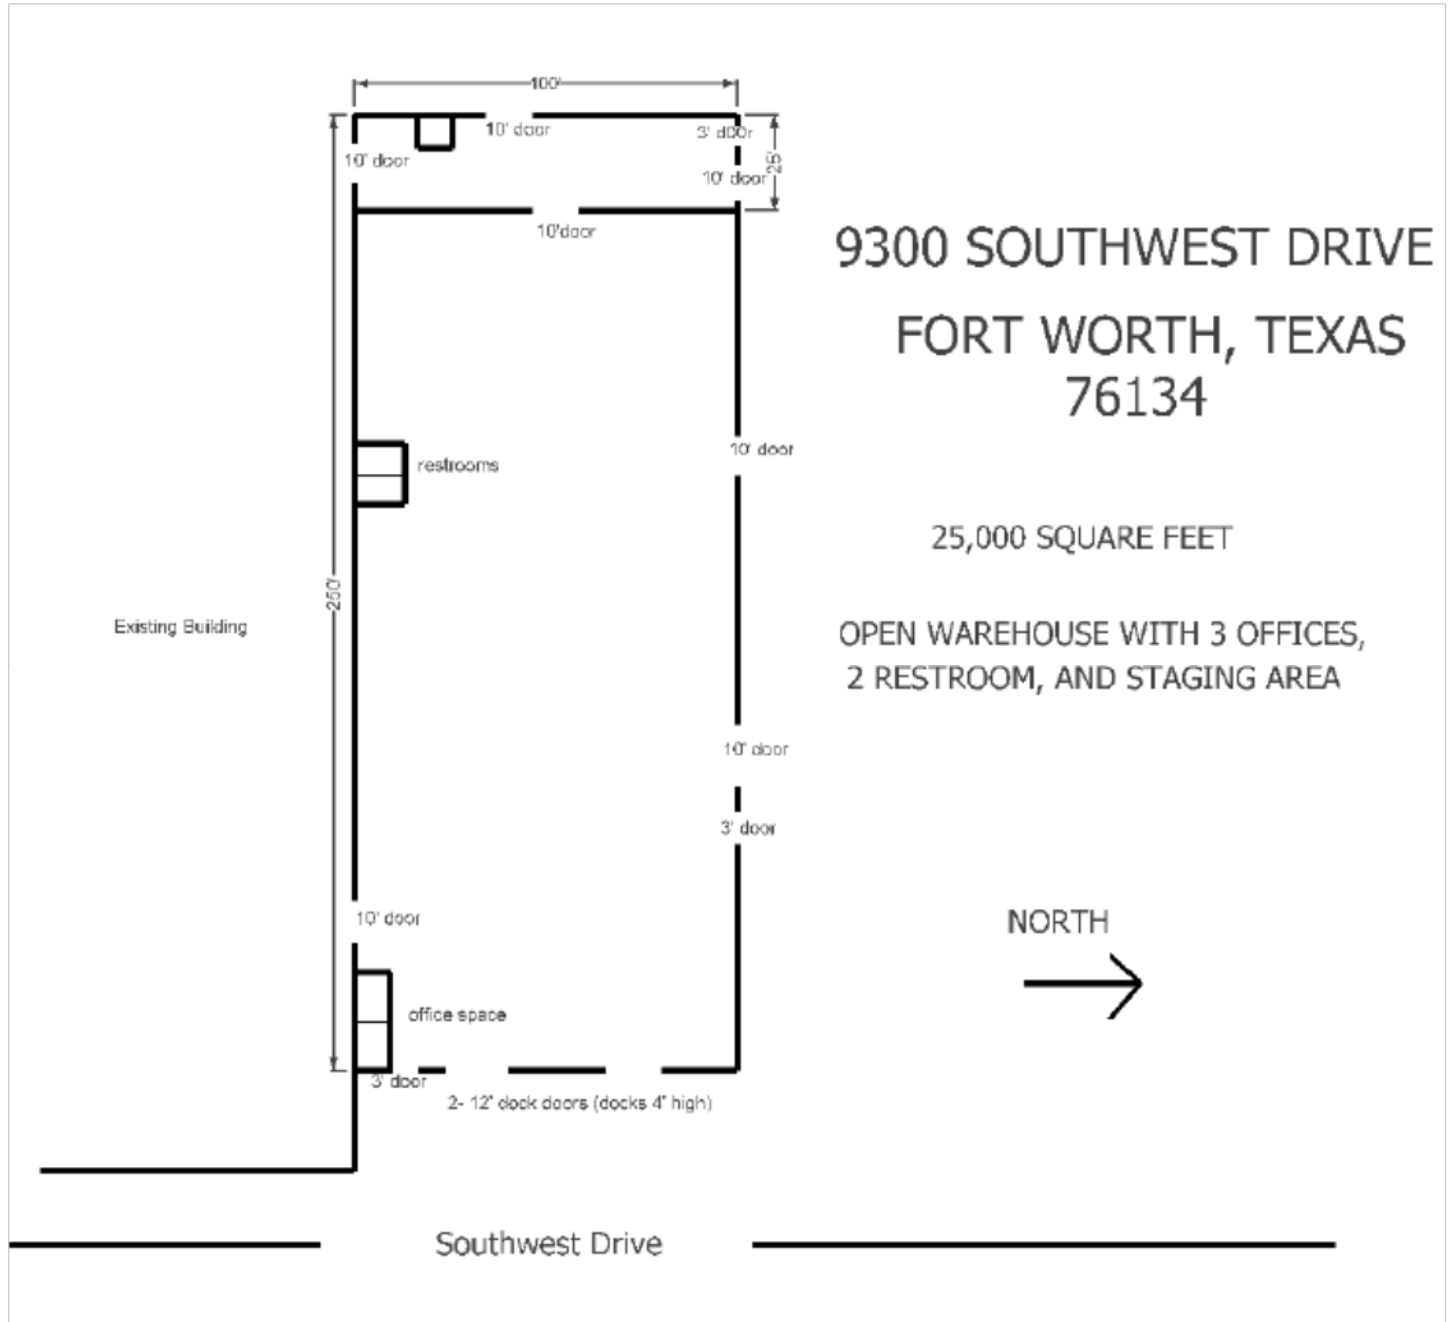 100'
10' door
3' door
10' door
25'
10' door
10'door
9300 SOUTHWEST DRIVE
FORT WORTH, TEXAS
76134
10' door
restrooms
25,000 SQUARE FEET
250'
Existing Building
OPEN WAREHOUSE WITH 3 OFFICES,
2 RESTROOM, AND STAGING AREA
10' door
3' door
10' door
NORTH
office space
3' door
2- 12' dock doors (docks 4' high)
Southwest Drive